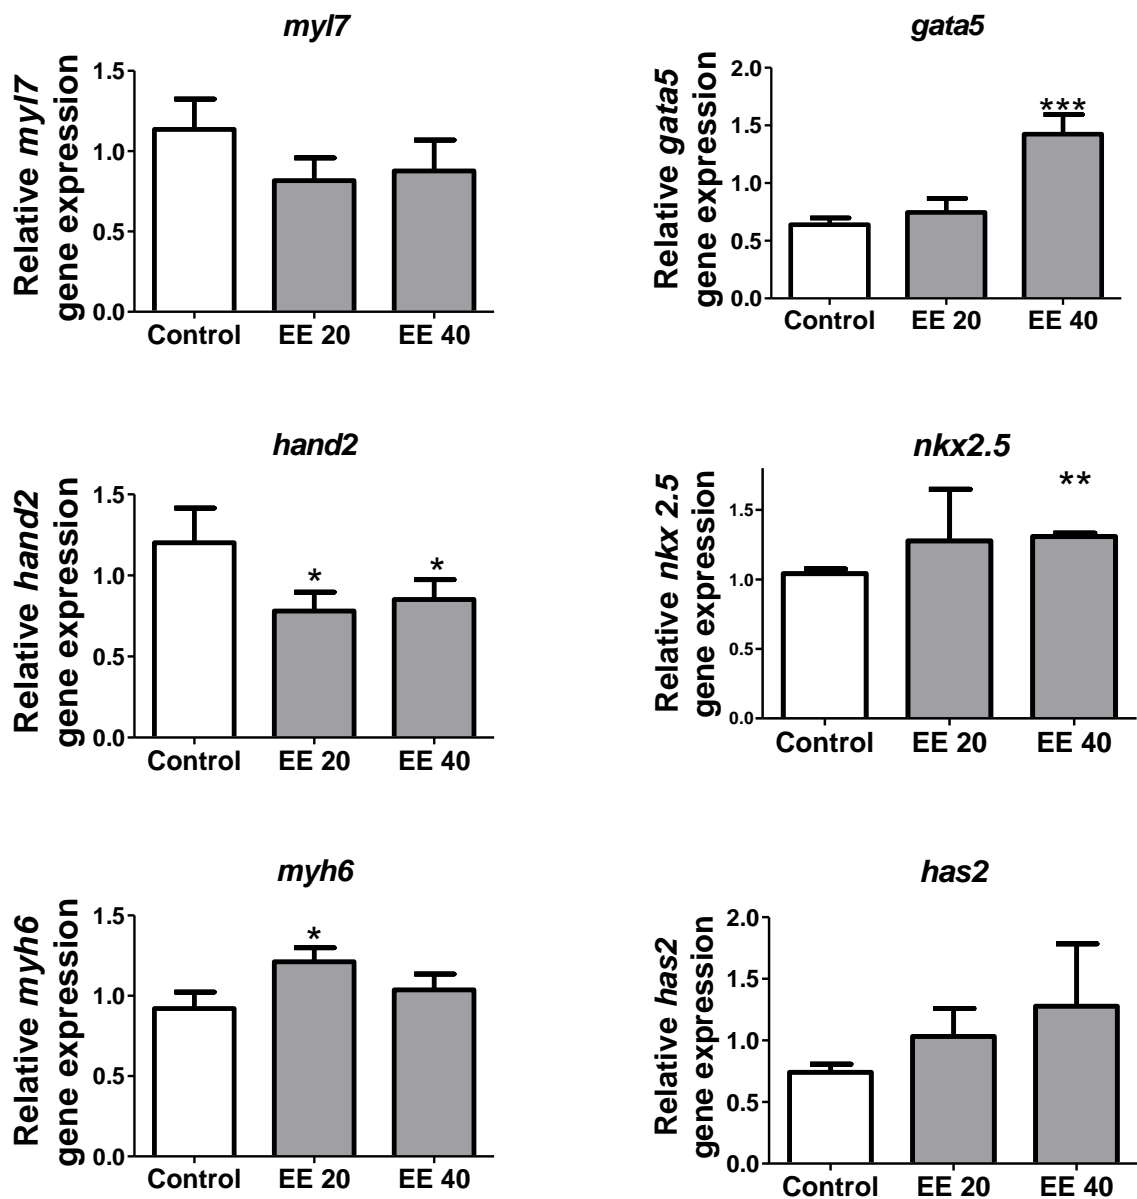 myl7
Relative myl7
gene expression
1.5
1.0
0.5
0.0
Control EE 20 EE 40
gata5
Relative gata5
gene expression
2.0
1.5
1.0
0.5
0.0
***
Control EE 20 EE 40
hand2
Relative hand2
gene expression
1.5
1.0
0.5
0.0
* *
Control EE 20 EE 40
nkx2.5
Relative nkx 2.5
gene expression
1.5
1.0
0.5
0.0
**
Control EE 20 EE 40
myh6
Relative myh6
gene expression
1.5
1.0
0.5
0.0
*
Control EE 20 EE 40
has2
Relative has2
gene expression
2.0
1.5
1.0
0.5
0.0
Control EE 20 EE 40